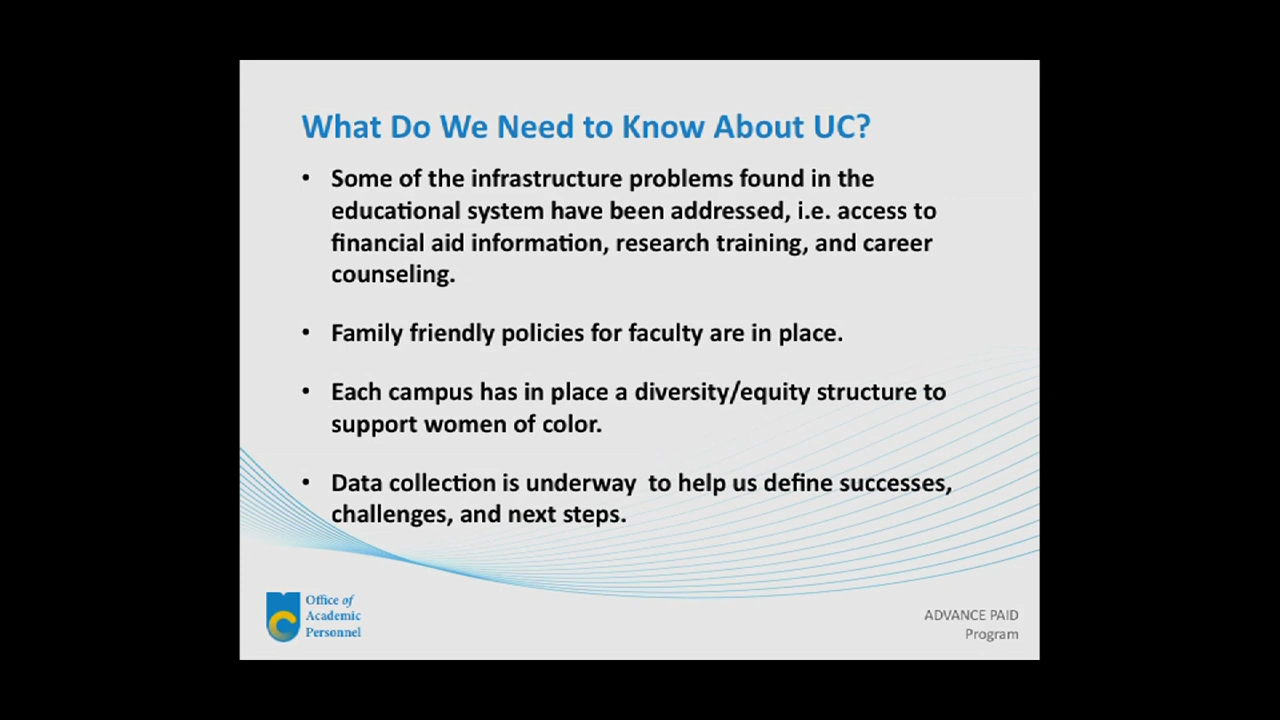 What Do We Need to Know About UC?
• Some of the infrastructure problems found in the
educational system have been addressed, i.e. access to
financial aid information, research training, and career
counseling.
• Family friendly policies for faculty are in place.
• Each campus has in place a diversity/equity structure to
support women of color.
• Data collection is underway  to help us define successes,
challenges, and next steps.
Office of
Academic
Personnel
ADVANCE PAID
Program